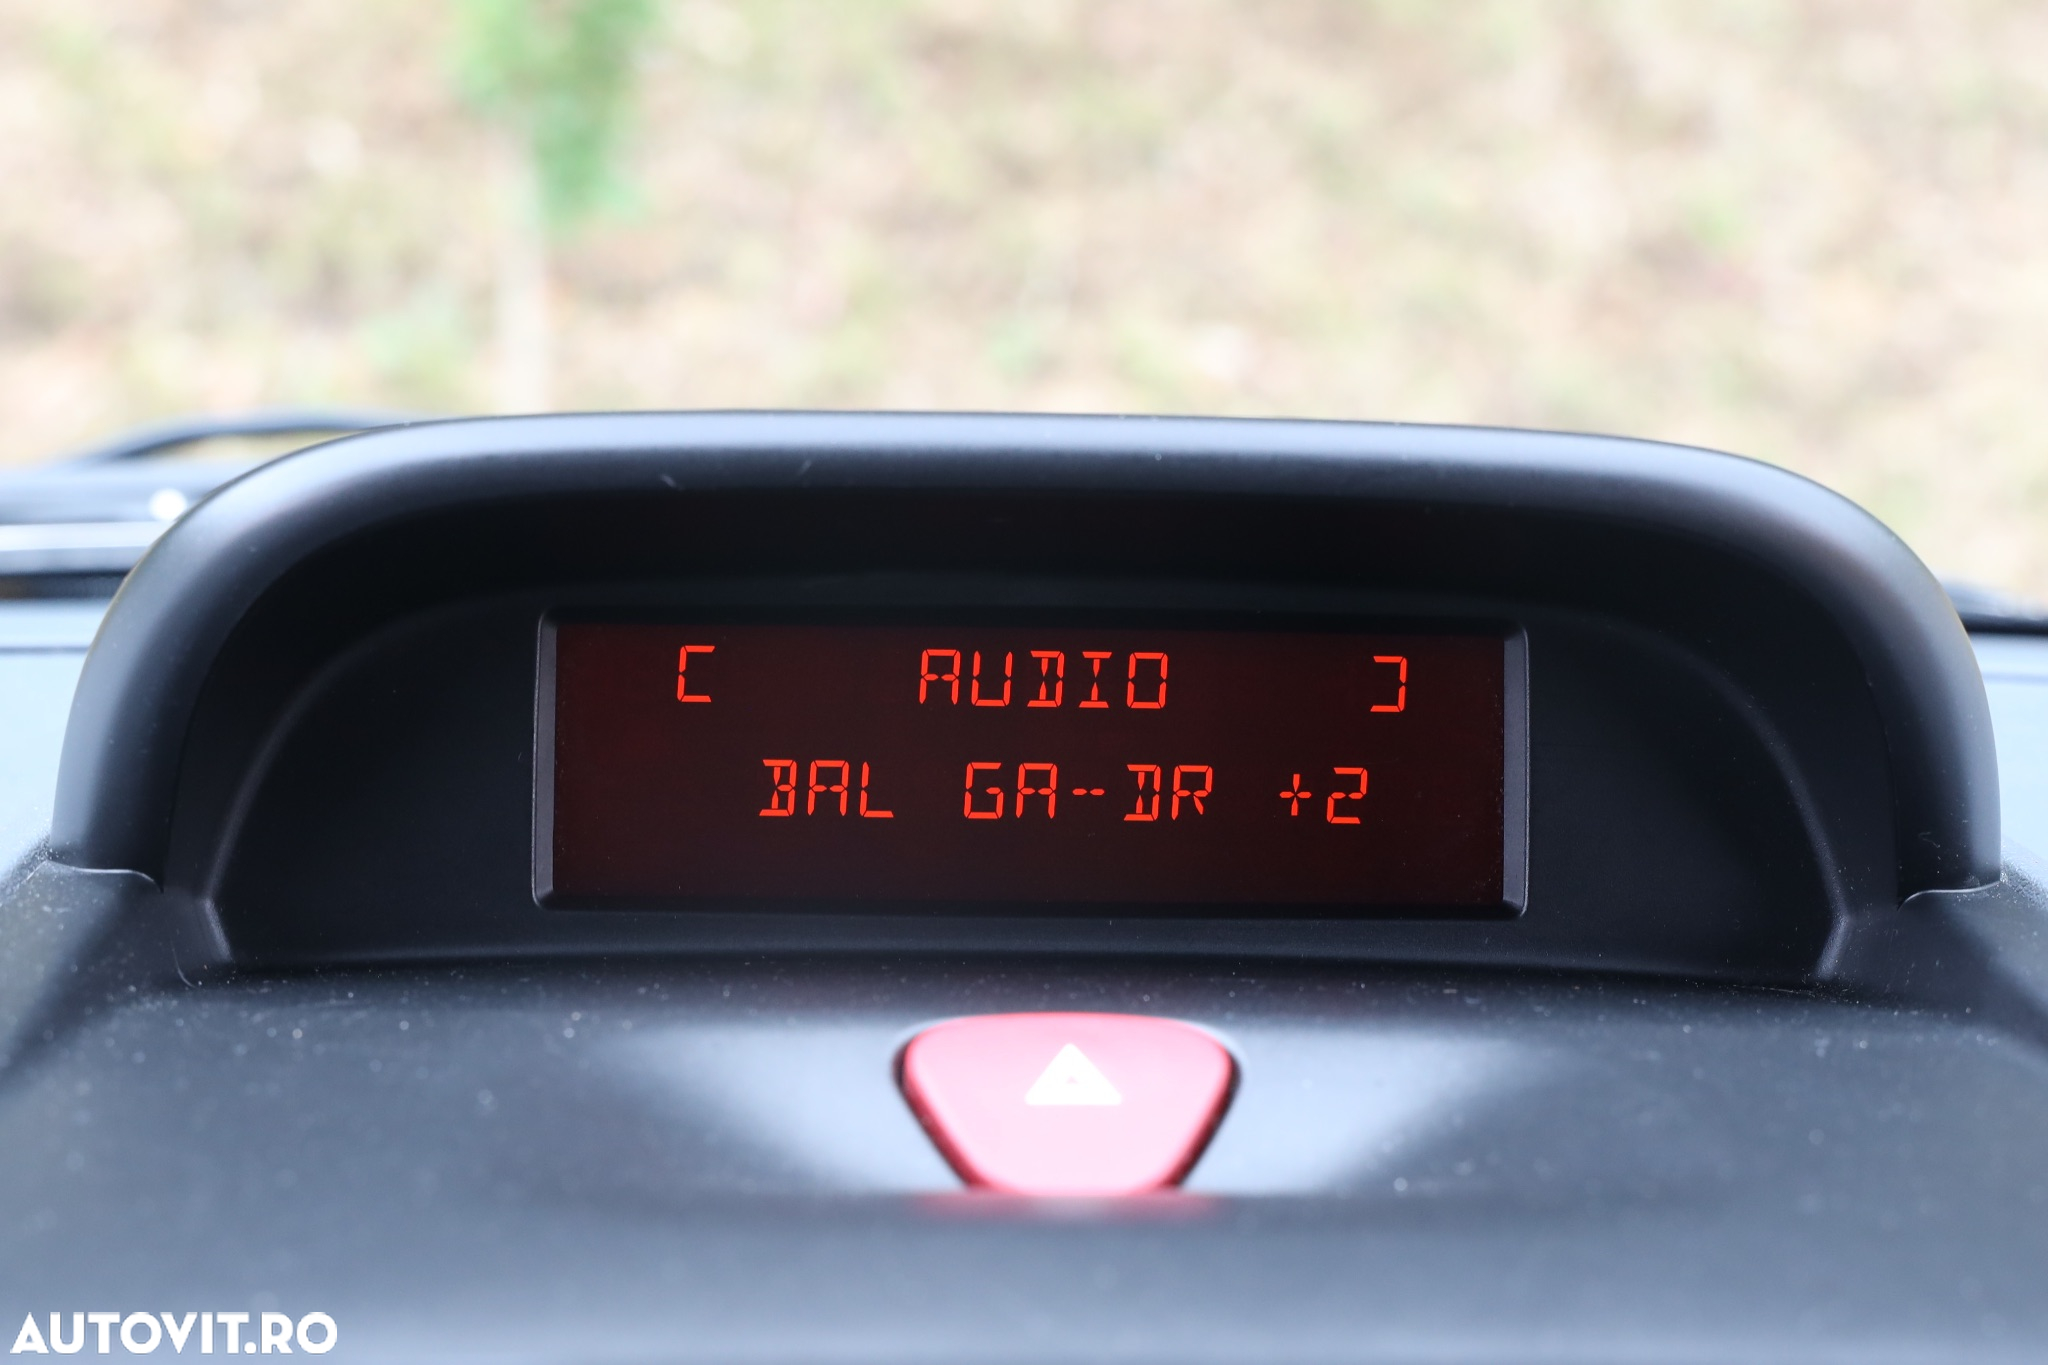 [ AUDIO ]
BAL GA-DR +2
AUTOVIT.RO